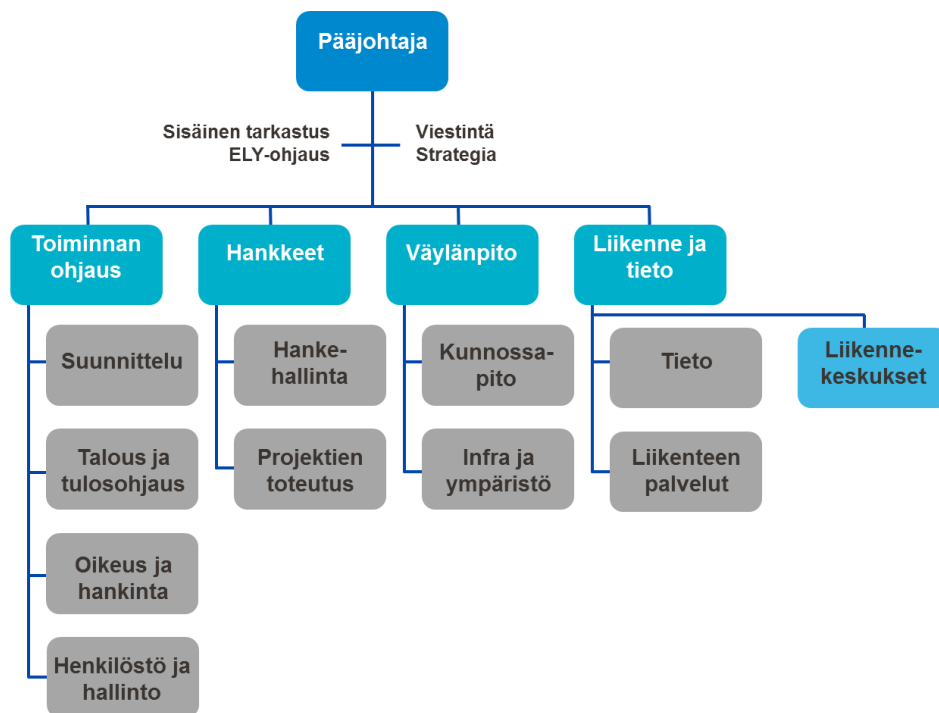 Pääjohtaja
Sisäinen tarkastus
ELY-ohjaus
Viestintä
Strategia
Toiminnan
ohjaus
Hankkeet
Väylänpito
Liikenne ja
tieto
Suunnittelu
Talous ja
tulosohjaus
Oikeus ja
hankinta
Henkilöstö ja
hallinto
Hanke-
hallinta
Projektien
toteutus
Kunnossa-
pito
Infra ja
ympäristö
Tieto
Liikenteen
palvelut
Liikenne-
keskukset